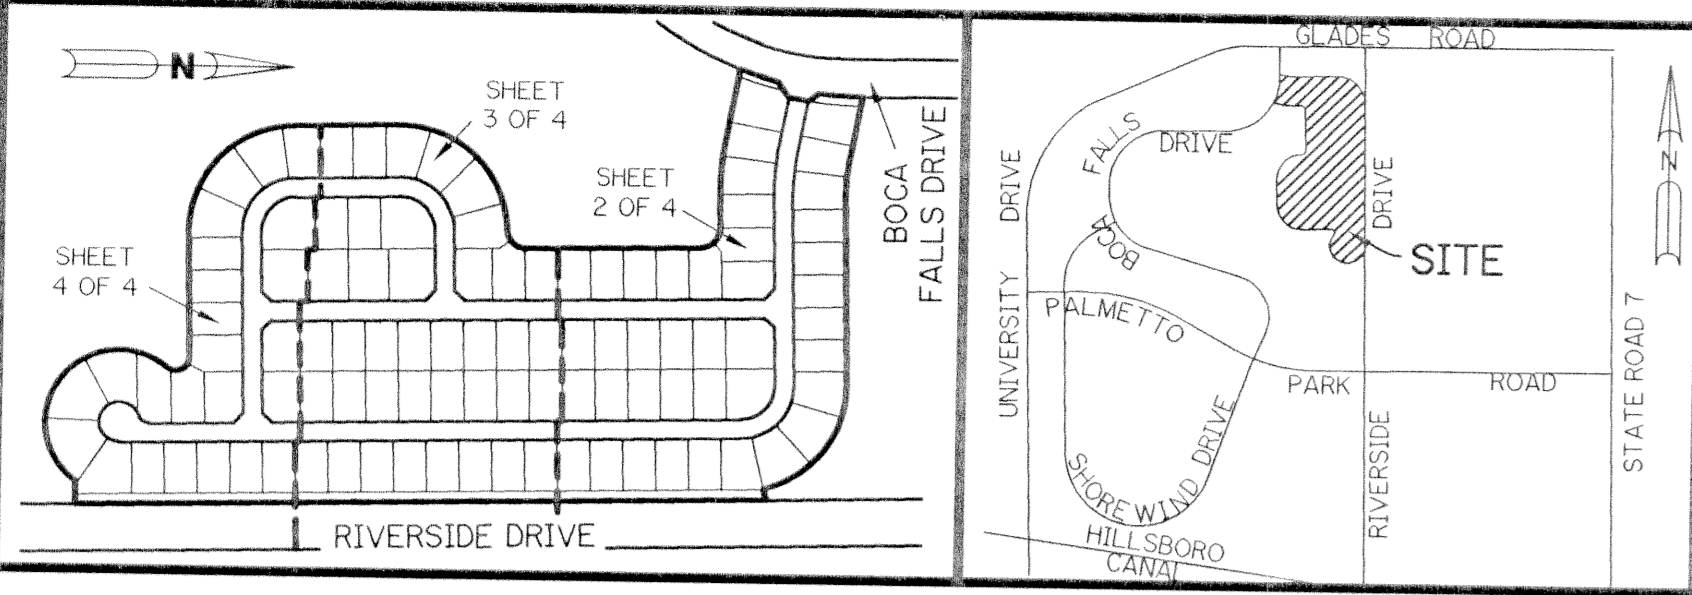 N
SHEET
3 OF 4
SHEET
2 OF 4
SHEET
4 OF 4
BOCA
FALLS DRIVE
RIVERSIDE DRIVE
GLADES ROAD
FALLS
DRIVE
BOCA
UNIVERSITY DRIVE
DRIVE
SITE
N
PALMETTO
PARK
ROAD
STATE ROAD 7
SHOREWIND DRIVE
RIVERSIDE
HILLSBORO
CANAL